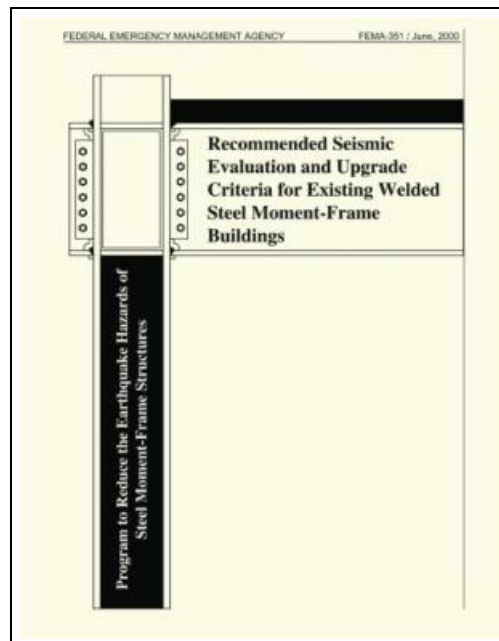 FEDERAL EMERGENCY MANAGEMENT AGENCY FEMA-351 / June, 2000
Recommended Seismic
Evaluation and Upgrade
Criteria for Existing Welded
Steel Moment-Frame
Buildings
Program to Reduce the Earthquake Hazards of
Steel Moment-Frame Structures